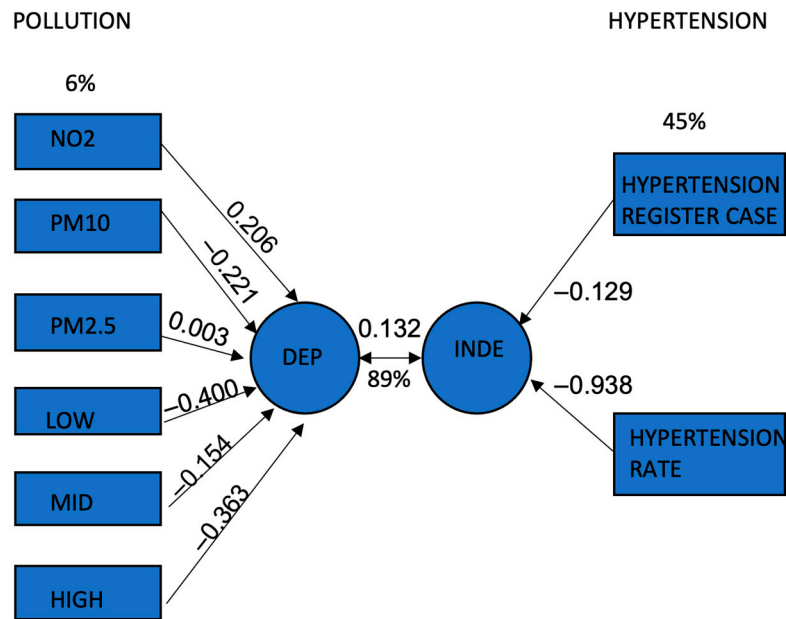 POLLUTION
HYPERTENSION
6%
45%
NO2
PM10
PM2.5
LOW
MID
HIGH
0.206
−0.221
0.003
−0.400
−0.154
−0.363
DEP
0.132
89%
INDE
HYPERTENSION
REGISTER CASE
−0.129
−0.938
HYPERTENSION
RATE